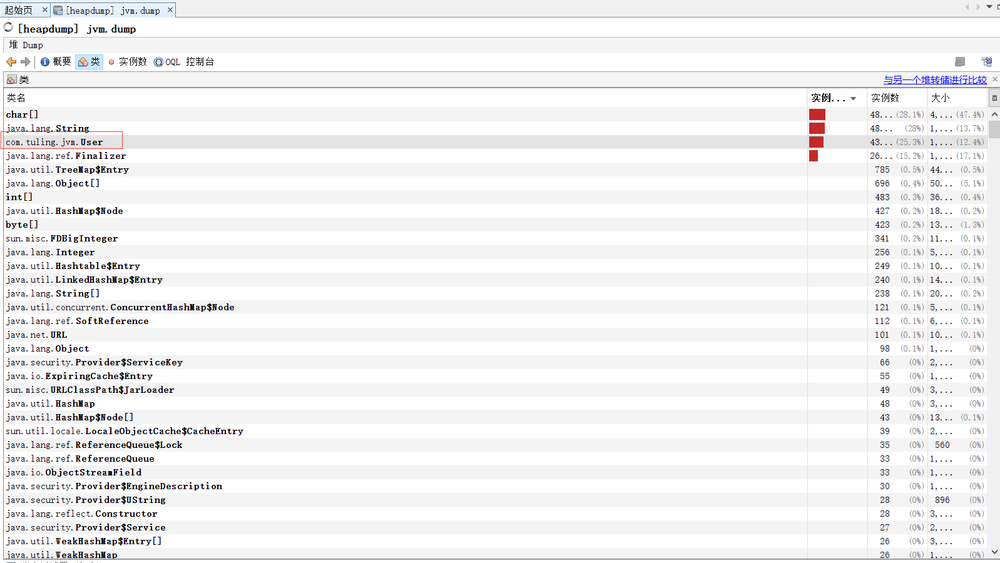 起始页 × [heapdump] jvm.dump ×
[heapdump] jvm.dump
堆 Dump
概要 类 实例数 OQL 控制台
类 与另一个堆转储进行比较 ×
类名 实例... 实例数 大小
char[] 48... (28.1%) 4,... (47.4%)
java.lang.String 48... (28%) 1,... (13.7%)
com.tuling.jvm.User 43... (25.3%) 1,... (12.4%)
java.lang.ref.Finalizer 26... (15.2%) 1,... (17.1%)
java.util.TreeMap$Entry 785 (0.5%) 44... (0.5%)
java.lang.Object[] 696 (0.4%) 50... (5.1%)
int[] 483 (0.3%) 36... (0.4%)
java.util.HashMap$Node 427 (0.2%) 18... (0.2%)
byte[] 423 (0.2%) 13... (1.3%)
sun.misc.FDBigInteger 341 (0.2%) 11... (0.1%)
java.lang.Integer 256 (0.1%) 5,... (0.1%)
java.util.Hashtable$Entry 249 (0.1%) 10... (0.1%)
java.util.LinkedHashMap$Entry 240 (0.1%) 14... (0.1%)
java.lang.String[] 238 (0.1%) 20... (0.2%)
java.util.concurrent.ConcurrentHashMap$Node 121 (0.1%) 5,... (0.1%)
java.lang.ref.SoftReference 112 (0.1%) 6,... (0.1%)
java.net.URL 101 (0.1%) 10... (0.1%)
java.lang.Object 98 (0.1%) 1,... (0%)
java.security.Provider$ServiceKey 66 (0%) 2,... (0%)
java.io.ExpiringCache$Entry 55 (0%) 1,... (0%)
sun.misc.URLClassPath$JarLoader 49 (0%) 3,... (0%)
java.util.HashMap 48 (0%) 3,... (0%)
java.util.HashMap$Node[] 43 (0%) 13... (0.1%)
sun.util.locale.LocaleObjectCache$CacheEntry 39 (0%) 2,... (0%)
java.lang.ref.ReferenceQueue$Lock 35 (0%) 560 (0%)
java.lang.ref.ReferenceQueue 33 (0%) 1,... (0%)
java.io.ObjectStreamField 33 (0%) 1,... (0%)
java.security.Provider$EngineDescription 30 (0%) 1,... (0%)
java.security.Provider$UString 28 (0%) 896 (0%)
java.lang.reflect.Constructor 28 (0%) 3,... (0%)
java.security.Provider$Service 27 (0%) 2,... (0%)
java.util.WeakHashMap$Entry[] 26 (0%) 3,... (0%)
java.util.WeakHashMap 26 (0%) 1,... (0%)